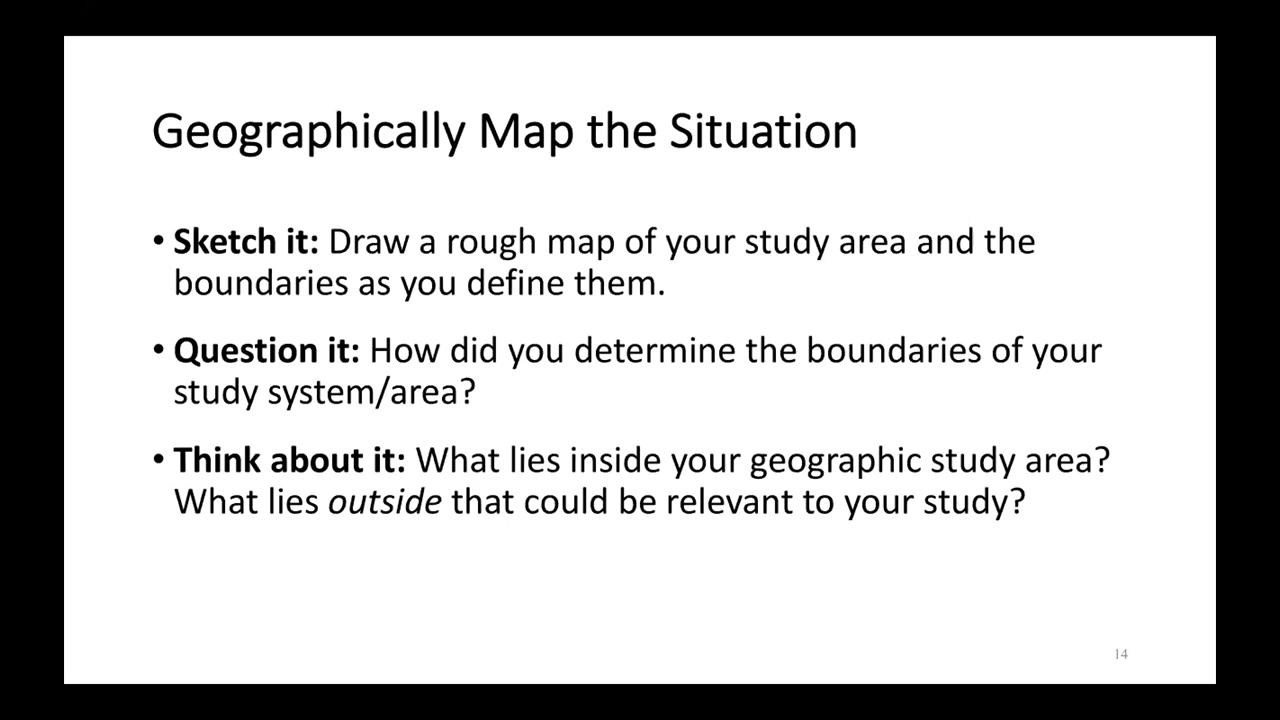 Geographically Map the Situation
• Sketch it: Draw a rough map of your study area and the
boundaries as you define them.
• Question it: How did you determine the boundaries of your
study system/area?
• Think about it: What lies inside your geographic study area?
What lies outside that could be relevant to your study?
14